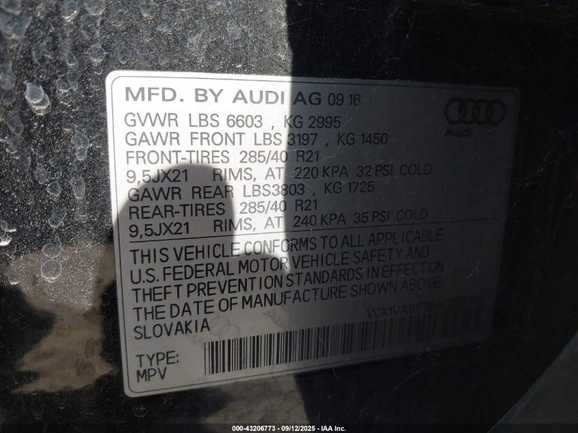 MFD. BY AUDI AG 09 16
GVWR LBS 6603 , KG 2995
GAWR FRONT LBS 3197 , KG 1450
FRONT-TIRES 285/40 R21
9,5JX21 RIMS, AT 220 KPA 32 PSI COLD
GAWR REAR LBS3803 , KG 1725
REAR-TIRES 285/40 R21
9,5JX21 RIMS, AT 240 KPA 35 PSI COLD
THIS VEHICLE CONFORMS TO ALL APPLICABLE
U.S. FEDERAL MOTOR VEHICLE SAFETY AND
THEFT PREVENTION STANDARDS IN EFFECT ON
THE DATE OF MANUFACTURE SHOWN ABOVE
SLOVAKIA
TYPE:
MPV
Audi
000-43206773 - 09/12/2025 - IAA Inc.